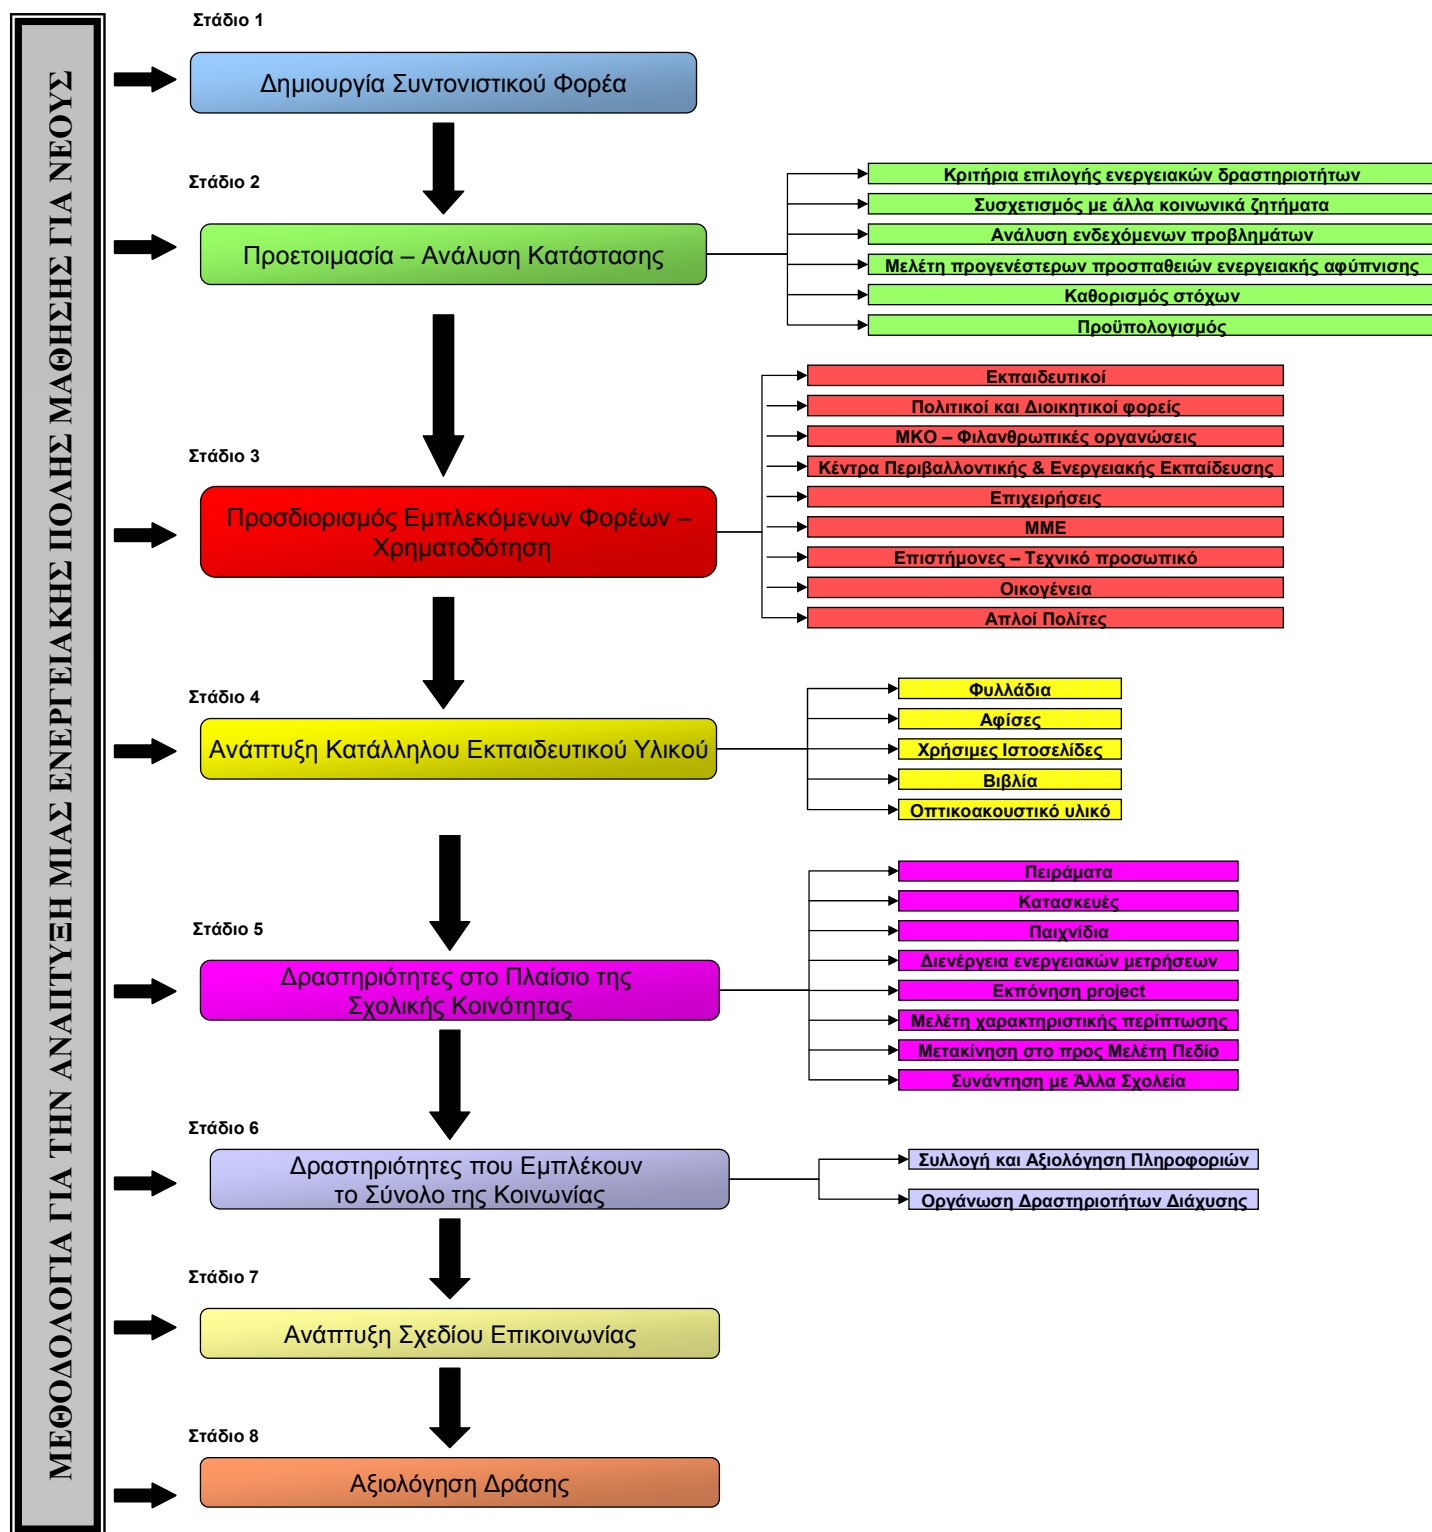 ΜΕΘΟΔΟΛΟΓΙΑ ΓΙΑ ΤΗΝ ΑΝΑΠΤΥΞΗ ΜΙΑΣ ΕΝΕΡΓΕΙΑΚΗΣ ΠΟΛΗΣ ΜΑΘΗΣΗΣ ΓΙΑ ΝΕΟΥΣ
Στάδιο 1
Δημιουργία Συντονιστικού Φορέα
Στάδιο 2
Προετοιμασία – Ανάλυση Κατάστασης
Κριτήρια επιλογής ενεργειακών δραστηριοτήτων
Συσχετισμός με άλλα κοινωνικά ζητήματα
Ανάλυση ενδεχόμενων προβλημάτων
Μελέτη προγενέστερων προσπαθειών ενεργειακής αφύπνισης
Καθορισμός στόχων
Προϋπολογισμός
Στάδιο 3
Προσδιορισμός Εμπλεκόμενων Φορέων –
Χρηματοδότηση
Εκπαιδευτικοί
Πολιτικοί και Διοικητικοί φορείς
ΜΚΟ – Φιλανθρωπικές οργανώσεις
Κέντρα Περιβαλλοντικής & Ενεργειακής Εκπαίδευσης
Επιχειρήσεις
ΜΜΕ
Επιστήμονες – Τεχνικό προσωπικό
Οικογένεια
Απλοί Πολίτες
Στάδιο 4
Ανάπτυξη Κατάλληλου Εκπαιδευτικού Υλικού
Φυλλάδια
Αφίσες
Χρήσιμες Ιστοσελίδες
Βιβλία
Οπτικοακουστικό υλικό
Στάδιο 5
Δραστηριότητες στο Πλαίσιο της
Σχολικής Κοινότητας
Πειράματα
Κατασκευές
Παιχνίδια
Διενέργεια ενεργειακών μετρήσεων
Εκπόνηση project
Μελέτη χαρακτηριστικής περίπτωσης
Μετακίνηση στο προς Μελέτη Πεδίο
Συνάντηση με Άλλα Σχολεία
Στάδιο 6
Δραστηριότητες που Εμπλέκουν
το Σύνολο της Κοινωνίας
Συλλογή και Αξιολόγηση Πληροφοριών
Οργάνωση Δραστηριοτήτων Διάχυσης
Στάδιο 7
Ανάπτυξη Σχεδίου Επικοινωνίας
Στάδιο 8
Αξιολόγηση Δράσης